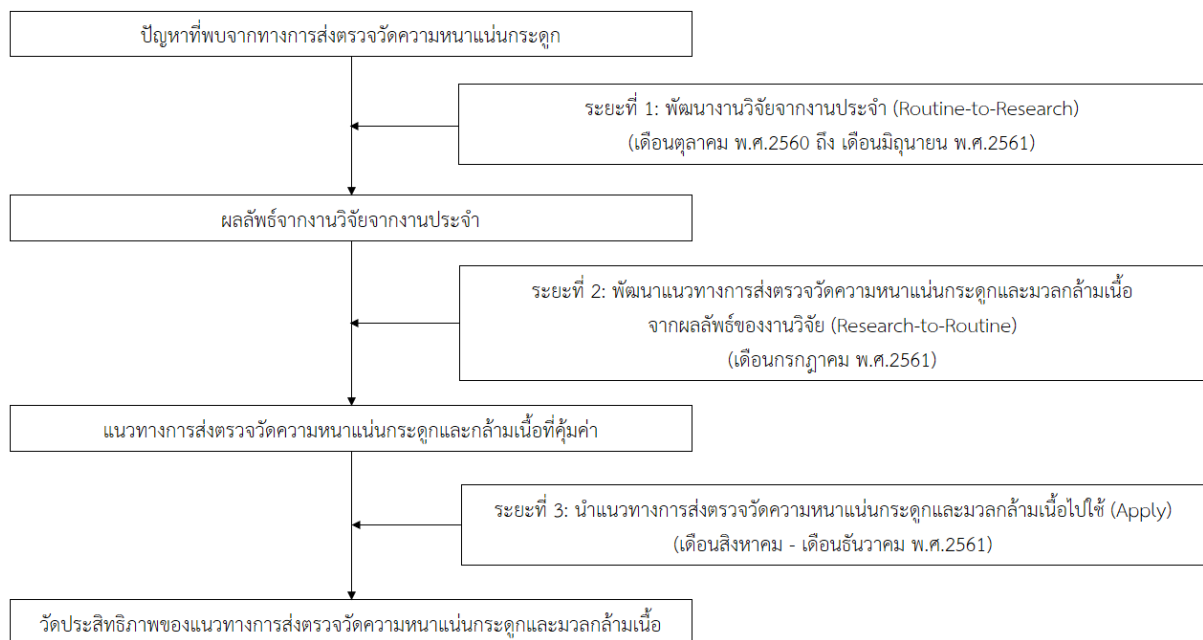 ปัญหาที่พบจากทางการส่งตรวจวัดความหนาแน่นกระดูก
ระยะที่ 1: พัฒนางานวิจัยจากงานประจำ (Routine-to-Research)
(เดือนตุลาคม พ.ศ.2560 ถึง เดือนมิถุนายน พ.ศ.2561)
ผลลัพธ์จากงานวิจัยจากงานประจำ
ระยะที่ 2: พัฒนาแนวทางการส่งตรวจวัดความหนาแน่นกระดูกและมวลกล้ามเนื้อ
จากผลลัพธ์ของงานวิจัย (Research-to-Routine)
(เดือนกรกฎาคม พ.ศ.2561)
แนวทางการส่งตรวจวัดความหนาแน่นกระดูกและกล้ามเนื้อที่คุ้มค่า
ระยะที่ 3: นำแนวทางการส่งตรวจวัดความหนาแน่นกระดูกและมวลกล้ามเนื้อไปใช้ (Apply)
(เดือนสิงหาคม - เดือนธันวาคม พ.ศ.2561)
วัดประสิทธิภาพของแนวทางการส่งตรวจวัดความหนาแน่นกระดูกและมวลกล้ามเนื้อ